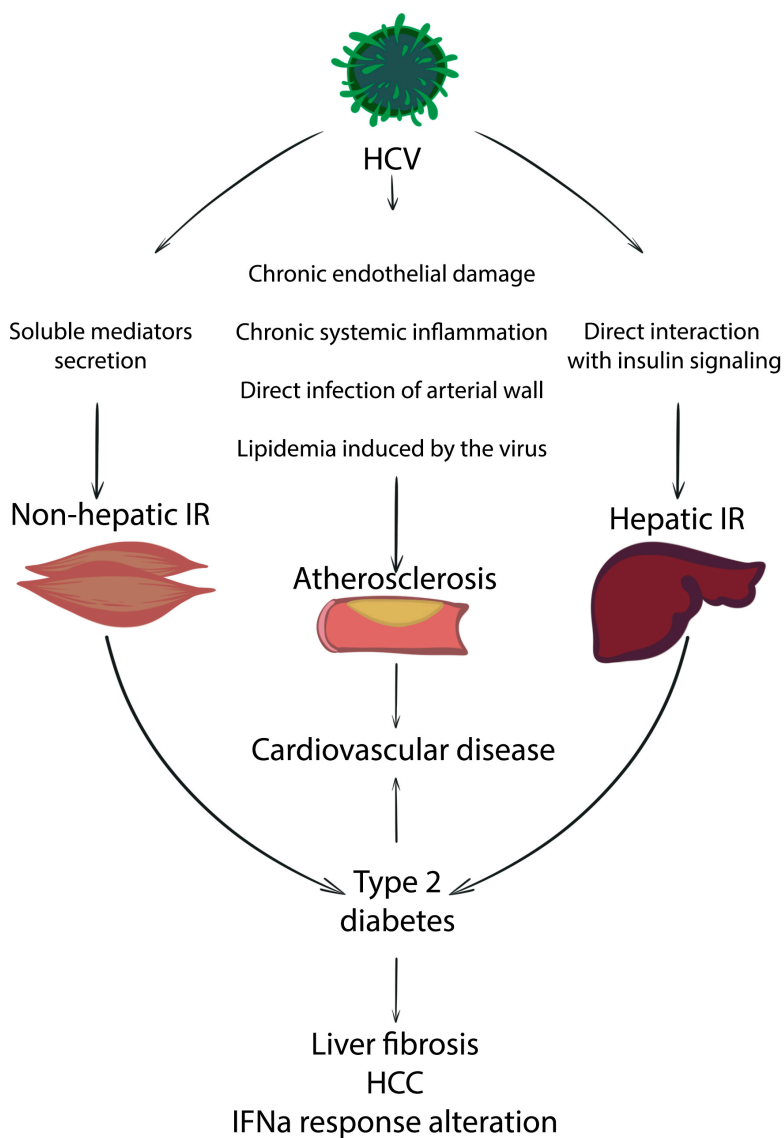 HCV
Chronic endothelial damage
Soluble mediators
secretion
Chronic systemic inflammation
Direct infection of arterial wall
Lipidemia induced by the virus
Direct interaction
with insulin signaling
Non-hepatic IR
Atherosclerosis
Hepatic IR
Cardiovascular disease
Type 2
diabetes
Liver fibrosis
HCC
IFNa response alteration